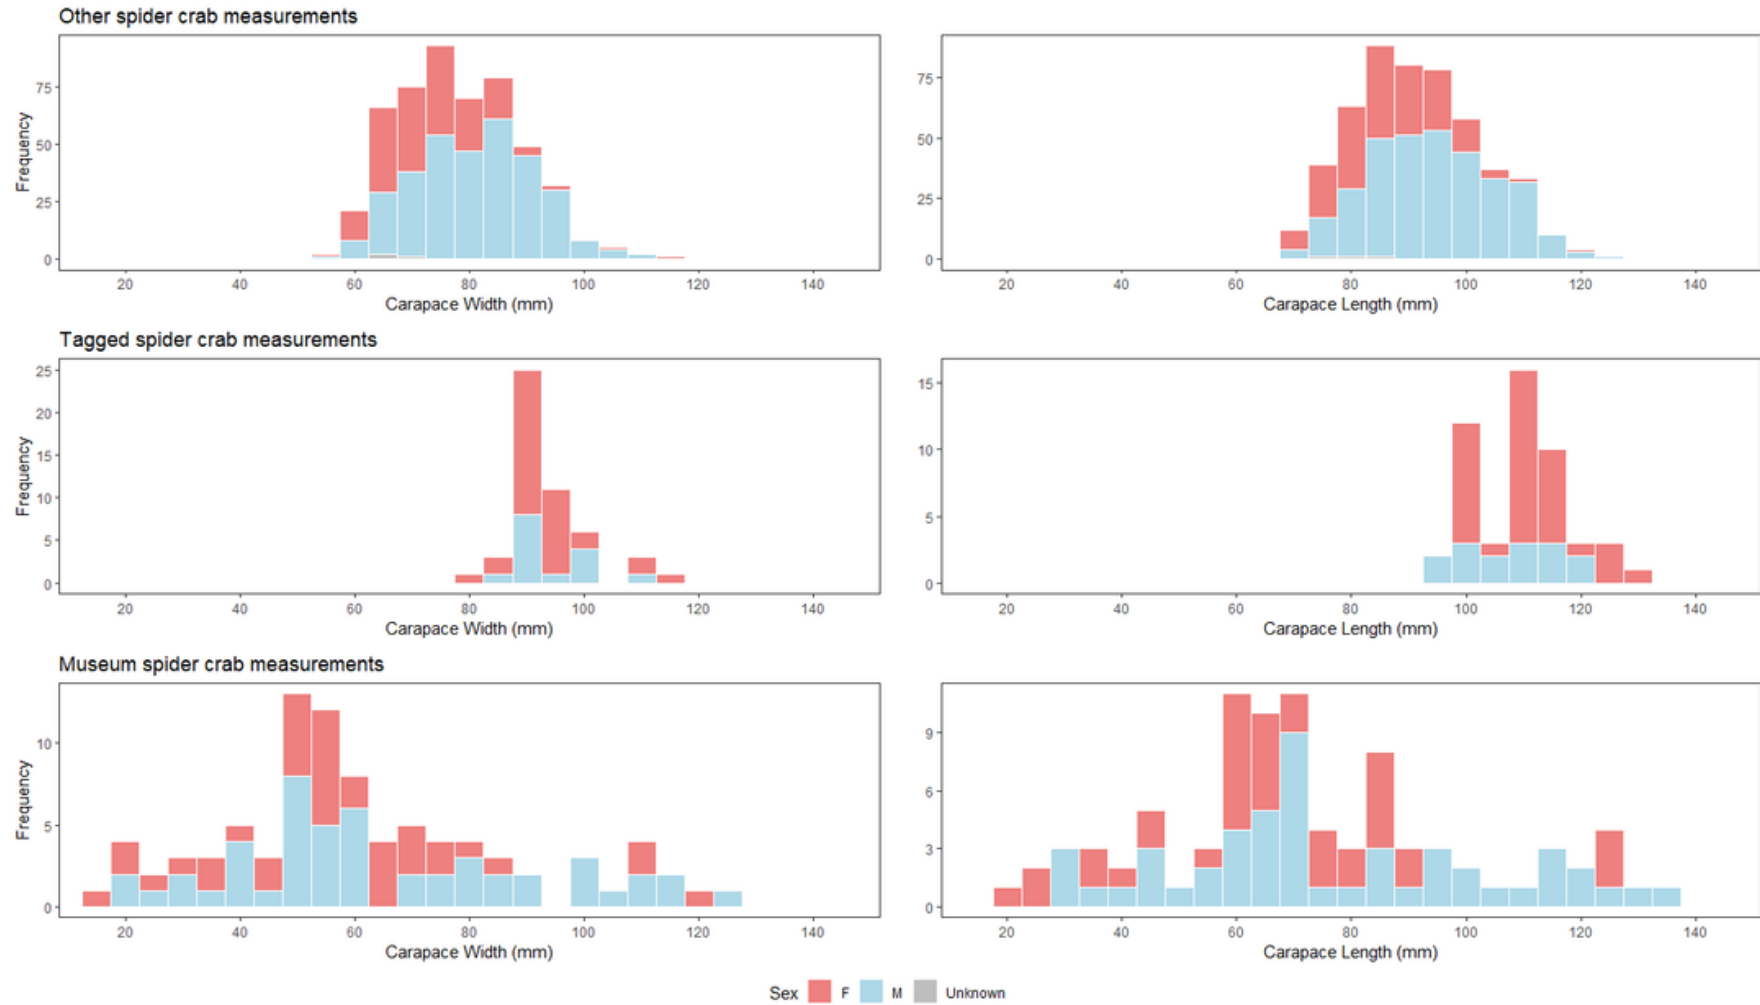 Other spider crab measurements
Frequency
75
50
25
0
20 40 60 80 100 120 140
Carapace Width (mm)
75
50
25
0
20 40 60 80 100 120 140
Carapace Length (mm)
Tagged spider crab measurements
Frequency
25
20
15
10
5
0
20 40 60 80 100 120 140
Carapace Width (mm)
15
10
5
0
20 40 60 80 100 120 140
Carapace Length (mm)
Museum spider crab measurements
Frequency
10
5
0
20 40 60 80 100 120 140
Carapace Width (mm)
9
6
3
0
20 40 60 80 100 120 140
Carapace Length (mm)
Sex F M Unknown